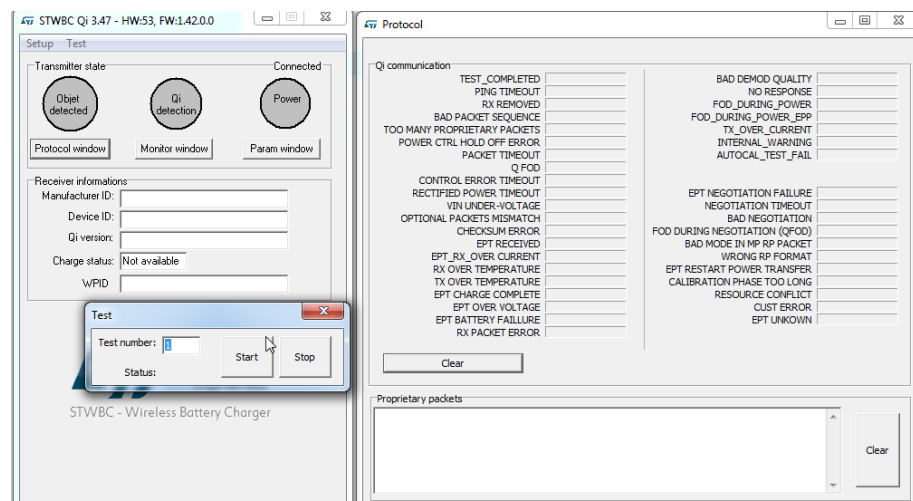 STWBC Qi 3.47 - HW:53, FW:1.42.0.0
Setup Test
Transmitter state
Connected
Objet detected
Qi detection
Power
Protocol window
Monitor window
Param window
Receiver informations
Manufacturer ID:
Device ID:
Qi version:
Charge status: Not available
WPID
Test
Test number: 1
Start
Stop
Status:
STWBC - Wireless Battery Charger
Protocol
Qi communication
TEST_COMPLETED
PING TIMEOUT
RX REMOVED
BAD PACKET SEQUENCE
TOO MANY PROPRIETARY PACKETS
POWER CTRL HOLD OFF ERROR
PACKET TIMEOUT
Q FOD
CONTROL ERROR TIMEOUT
RECTIFIED POWER TIMEOUT
VIN UNDER-VOLTAGE
OPTIONAL PACKETS MISMATCH
CHECKSUM ERROR
EPT RECEIVED
EPT_RX_OVER CURRENT
RX OVER TEMPERATURE
TX OVER TEMPERATURE
EPT CHARGE COMPLETE
EPT OVER VOLTAGE
EPT BATTERY FAILLURE
RX PACKET ERROR
BAD DEMOD QUALITY
NO RESPONSE
FOD_DURING_POWER
FOD_DURING_POWER_EPP
TX_OVER_CURRENT
INTERNAL_WARNING
AUTOCAL_TEST_FAIL
EPT NEGOTIATION FAILURE
NEGOTIATION TIMEOUT
BAD NEGOTIATION
FOD DURING NEGOTIATION (QFOD)
BAD MODE IN MP RP PACKET
WRONG RP FORMAT
EPT RESTART POWER TRANSFER
CALIBRATION PHASE TOO LONG
RESOURCE CONFLICT
CUST ERROR
EPT UNKOWN
Clear
Proprietary packets
Clear